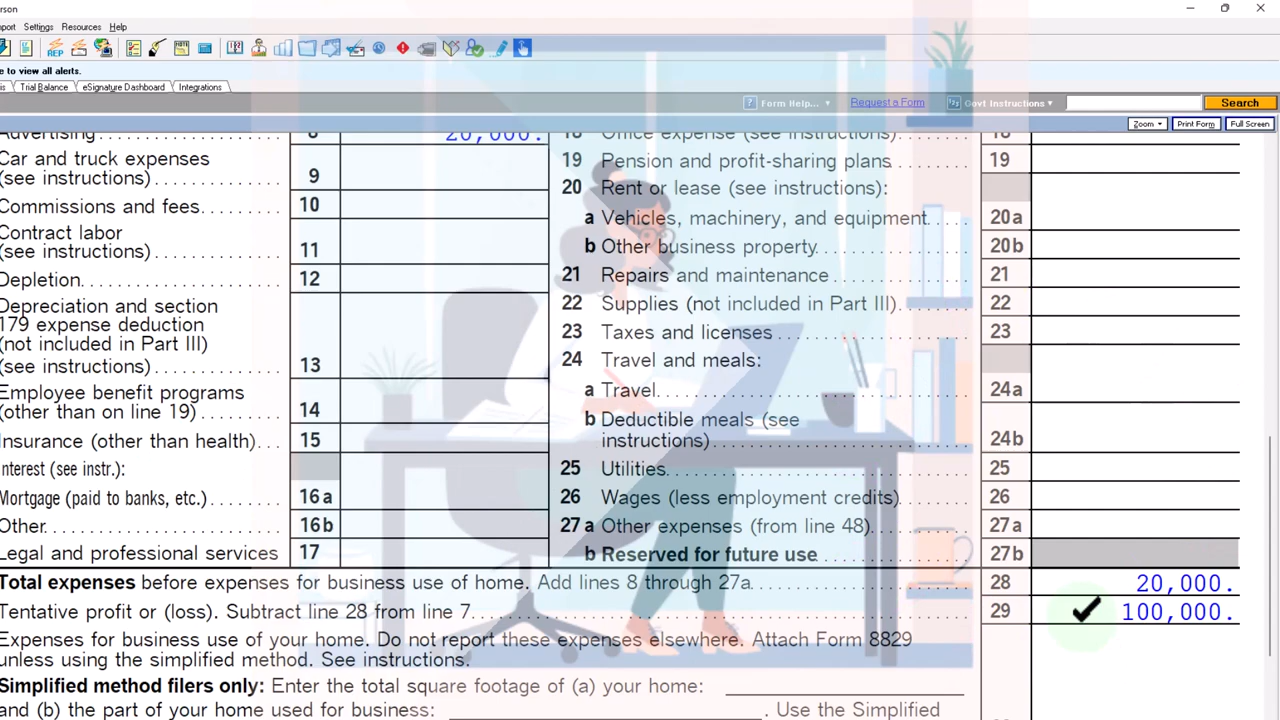 rson
port Settings Resources Help
REP
e to view all alerts.
is Trial Balance eSignature Dashboard Integrations
? Form Help... Request a Form Govt Instructions Search
Zoom Print Form Full Screen
Advertising 8 20,000. 18 Office expense (see instructions) 18
Car and truck expenses
(see instructions) 9
19 Pension and profit-sharing plans 19
20 Rent or lease (see instructions):
Commissions and fees 10
a Vehicles, machinery, and equipment 20a
Contract labor
(see instructions) 11
b Other business property 20b
Depletion 12
21 Repairs and maintenance 21
Depreciation and section
179 expense deduction
(not included in Part III)
(see instructions) 13
22 Supplies (not included in Part III) 22
23 Taxes and licenses 23
24 Travel and meals:
a Travel 24a
Employee benefit programs
(other than on line 19) 14
b Deductible meals (see
instructions) 24b
Insurance (other than health) 15
Interest (see instr.):
25 Utilities 25
Mortgage (paid to banks, etc.) 16a
26 Wages (less employment credits) 26
Other 16b
27a Other expenses (from line 48) 27a
Legal and professional services 17
b Reserved for future use 27b
Total expenses before expenses for business use of home. Add lines 8 through 27a 28 20,000.
Tentative profit or (loss). Subtract line 28 from line 7 29 100,000.
Expenses for business use of your home. Do not report these expenses elsewhere. Attach Form 8829
unless using the simplified method. See instructions.
Simplified method filers only: Enter the total square footage of (a) your home:
and (b) the part of your home used for business: . Use the Simplified